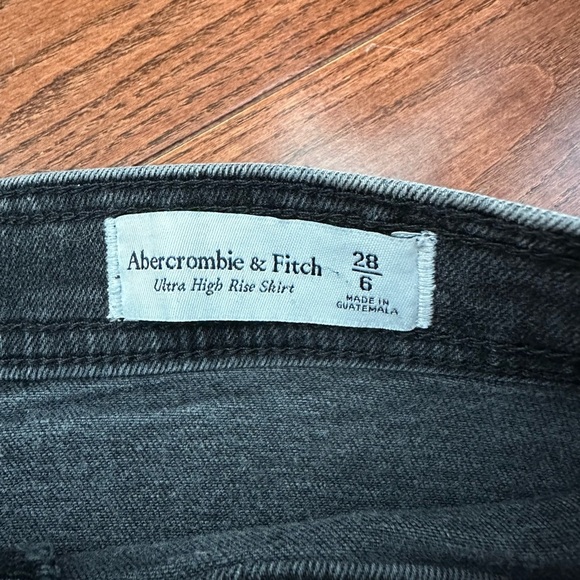 Abercrombie & Fitch
Ultra High Rise Skirt
28
6
MADE IN
GUATEMALA